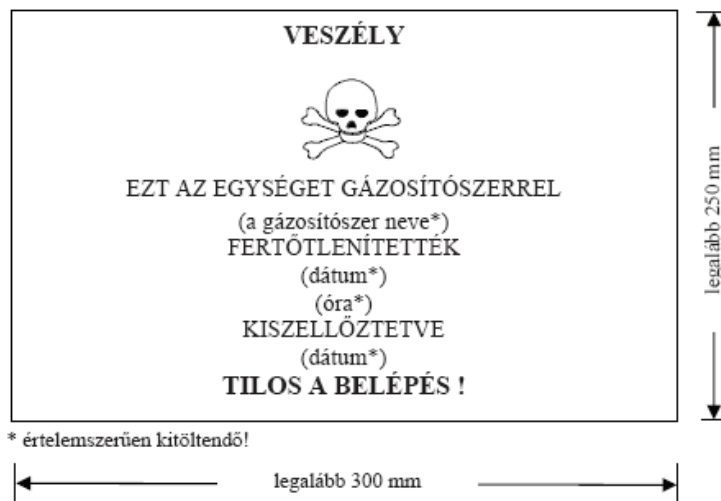 VESZÉLY
EZT AZ EGYSÉGET GÁZOSÍTÓSZERREL
(a gázosítószer neve*)
FERTŐTLENÍTETTÉK
(dátum*)
(óra*)
KISZELLŐZTETVE
(dátum*)
TILOS A BELÉPÉS !
legalább 250 mm
* értelemszerűen kitöltendő!
legalább 300 mm